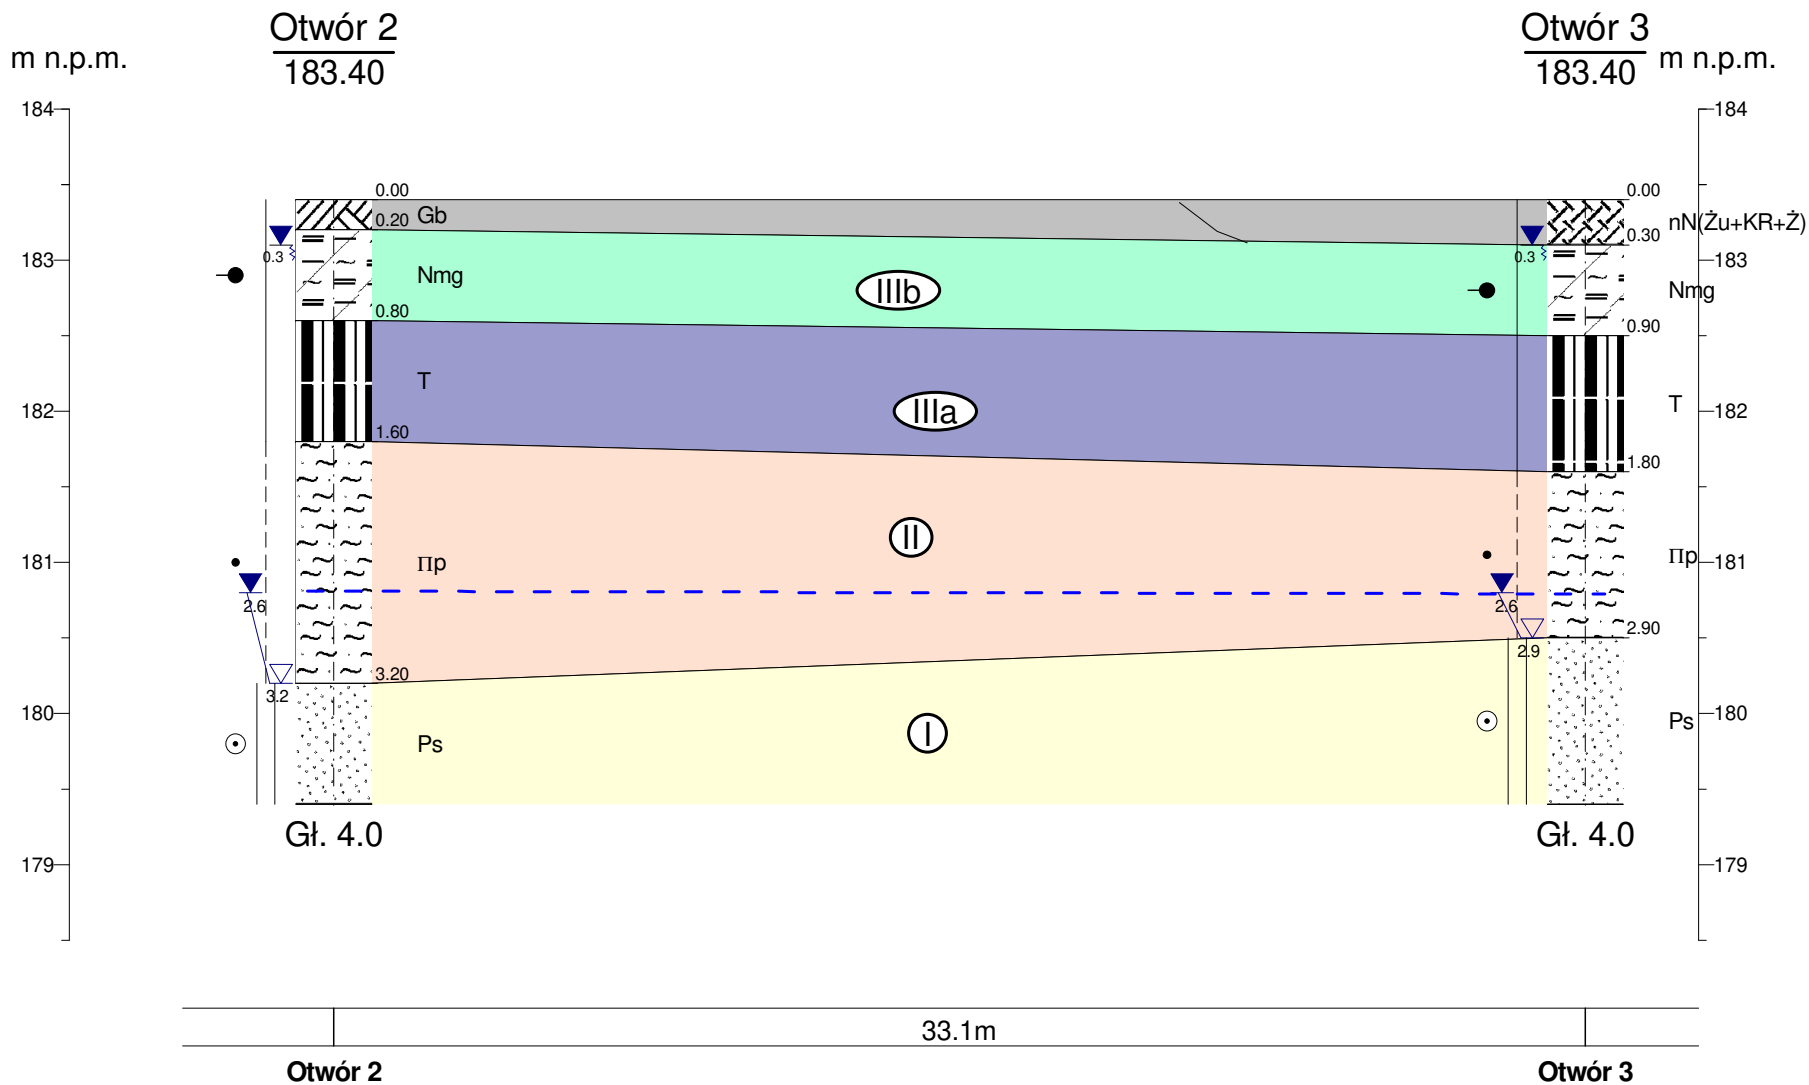 Otwór 2
183.40
Otwór 3
183.40
m n.p.m.
m n.p.m.
184
183
182
181
180
179
184
183
182
181
180
179
0.00
0.20
0.80
1.60
3.20
Gb
Nmg
T
Пp
Ps
0.3
2.6
3.2
IIIb
IIIa
II
I
0.3
2.6
2.9
0.00
0.30
0.90
1.80
2.90
nN(Żu+KR+Ż)
Nmg
T
Пp
Ps
Gł. 4.0
Gł. 4.0
33.1m
Otwór 2
Otwór 3